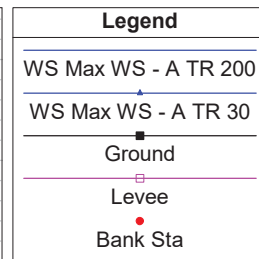 Legend
WS Max WS - A TR 200
WS Max WS - A TR 30
Ground
Levee
Bank Sta